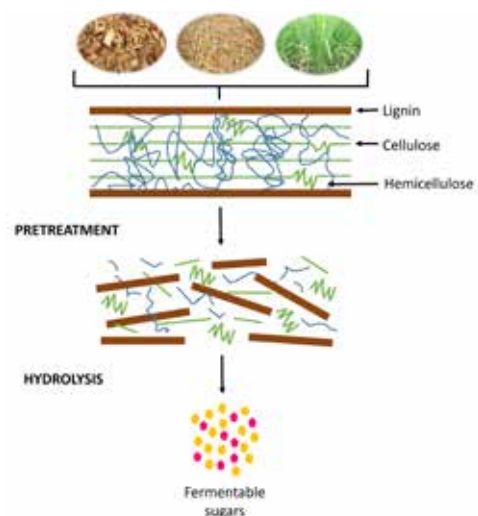 Lignin
Cellulose
Hemicellulose
PRETREATMENT
HYDROLYSIS
Fermentable
sugars